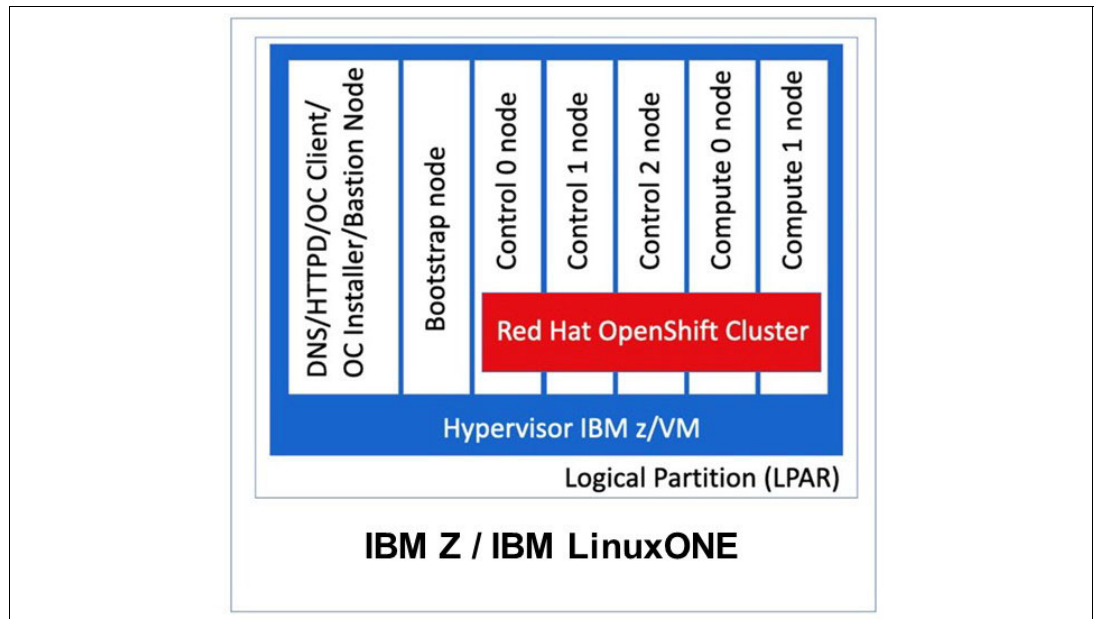 DNS/HTTPD/OC Client/
OC Installer/Bastion Node
Bootstrap node
Control 0 node
Control 1 node
Control 2 node
Compute 0 node
Compute 1 node
Red Hat OpenShift Cluster
Hypervisor IBM z/VM
Logical Partition (LPAR)
IBM Z / IBM LinuxONE